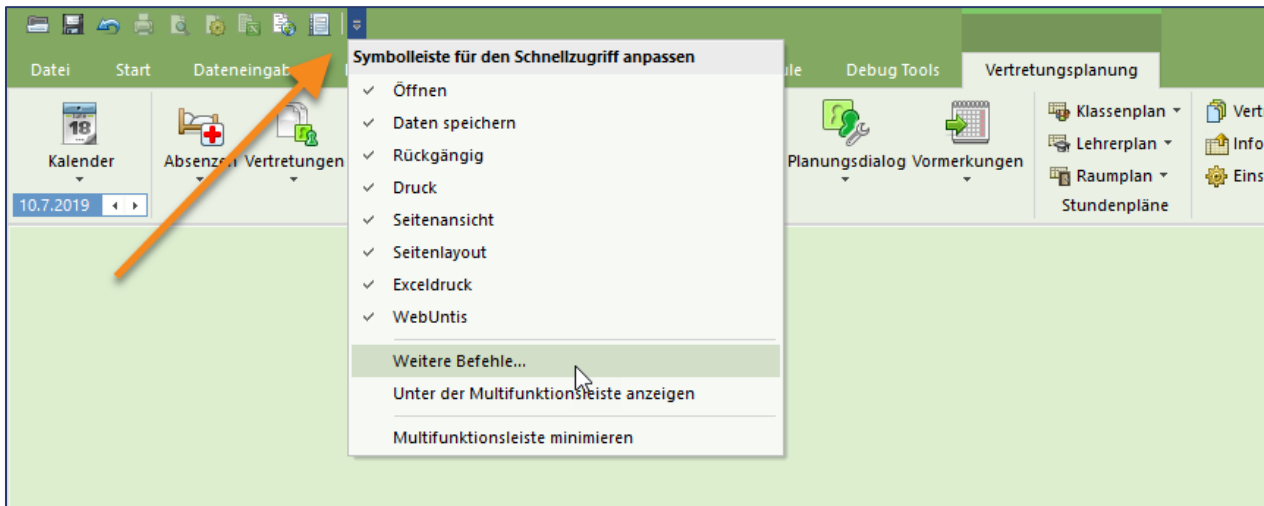 Symbolleiste für den Schnellzugriff anpassen
Datei Start Vertretungsplanung Debug Tools
Öffnen
Daten speichern
Rückgängig
Druck
Seitenansicht
Seitenlayout
Exceldruck
WebUntis
Weitere Befehle...
Unter der Multifunktionsleiste anzeigen
Multifunktionsleiste minimieren
18
Kalender
10.7.2019
Absenzen Vertretungen
Planungsdialog Vormerkungen
Klassenplan
Lehrerplan
Raumplan
Stundenpläne
Vert
Info
Eins